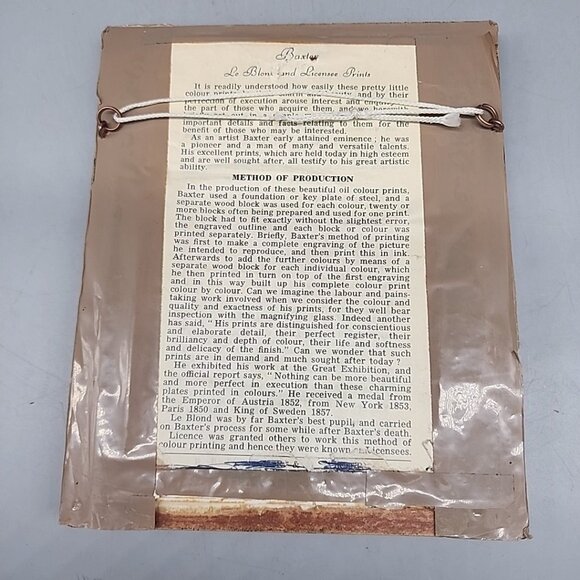 Baxter
Le Blond and Licensee Prints
It is readily understood how easily these pretty little
colour prints by their charm and beauty, and by their
perfection of execution arouse interest and
the part of those who admire them, and
important details and facts relating to them for the
benefit of those who may be interested.
As an artist Baxter early attained eminence; he was
a pioneer and a man of many and versatile talents.
His excellent prints, which are held today in high esteem
and are well sought after, all testify to his great artistic
ability.
METHOD OF PRODUCTION
In the production of these beautiful oil colour prints,
Baxter used a foundation or key plate of steel, and a
separate wood block was used for each colour, twenty or
more blocks often being prepared and used for one print.
The block had to fit exactly without the slightest error,
the engraved outline and each block or colour was
printed separately. Briefly, Baxter's method of printing
was first to make a complete engraving of the picture
he intended to reproduce, and then print this in ink.
Afterwards to add the further colours by means of a
separate wood block for each individual colour, which
he then printed in turn on top of the first engraving
and in this way built up his complete colour print
colour by colour. Can we imagine the labour and pains-
taking work involved when we consider the colour and
quality and exactness of his prints, for they well bear
inspection with the magnifying glass. Indeed another
has said, "His prints are distinguished for conscientious
and elaborate detail, their perfect register, their
brilliancy and depth of colour, their life and softness
and delicacy of the finish." Can we wonder that such
prints are in demand and much sought after today?
He exhibited his work at the Great Exhibition, and
the official report says, "Nothing can be more beautiful
and more perfect in execution than these charming
plates printed in colours." He received a medal from
the Emperor of Austria 1852, from New York 1853,
Paris 1850 and King of Sweden 1857.
Le Blond was by far Baxter's best pupil, and carried
on Baxter's process for some while after Baxter's death.
Licence was granted others to work this method of
colour printing and hence they were known as Licensees.